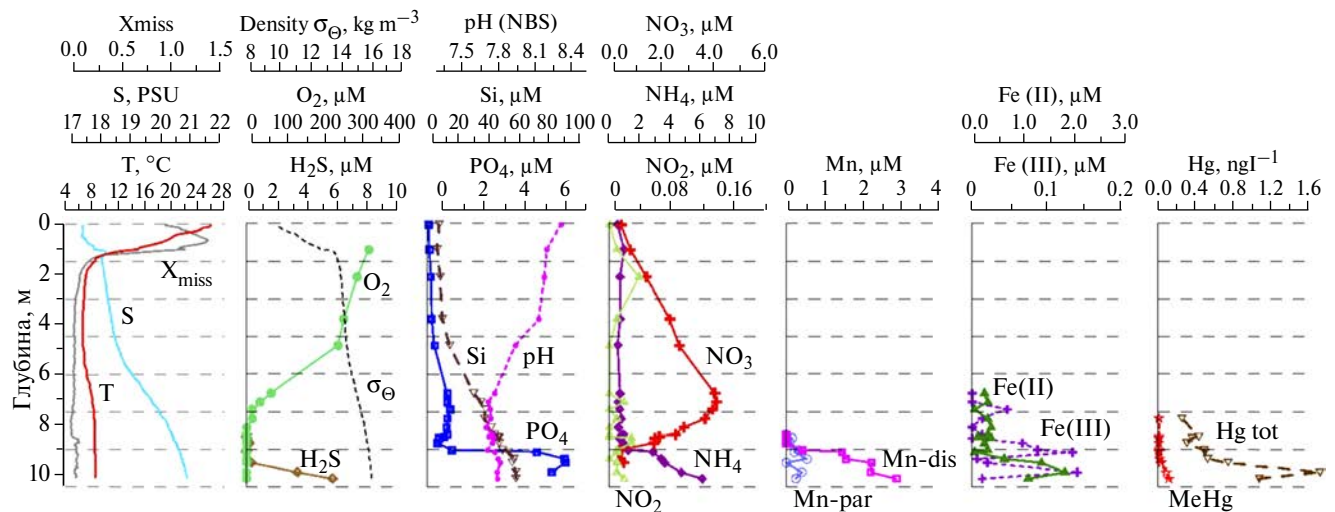 Xmiss
0.0 0.5 1.0 1.5
Density σΘ, kg m⁻³
8 10 12 14 16 18
pH (NBS)
7.5 7.8 8.1 8.4
NO₃, µM
0.0 2.0 4.0 6.0
S, PSU
17 18 19 20 21 22
O₂, µM
0 100 200 300 400
Si, µM
0 20 40 60 80 100
NH₄, µM
0 2 4 6 8 10
Fe (II), µM
0.0 1.0 2.0 3.0
T, °C
4 8 12 16 20 24 28
H₂S, µM
0 2 4 6 8 10
PO₄, µM
0 2 4 6
NO₂, µM
0 0.08 0.16
Mn, µM
0 1 2 3 4
Fe (III), µM
0 0.1 0.2
Hg, ngI⁻¹
0.0 0.4 0.8 1.2 1.6
Глубина, м
0
2
4
6
8
10
Xmiss
S
T
O₂
σΘ
H₂S
Si
pH
PO₄
NO₃
NH₄
NO₂
Mn-dis
Mn-par
Fe(II)
Fe(III)
Hg tot
MeHg